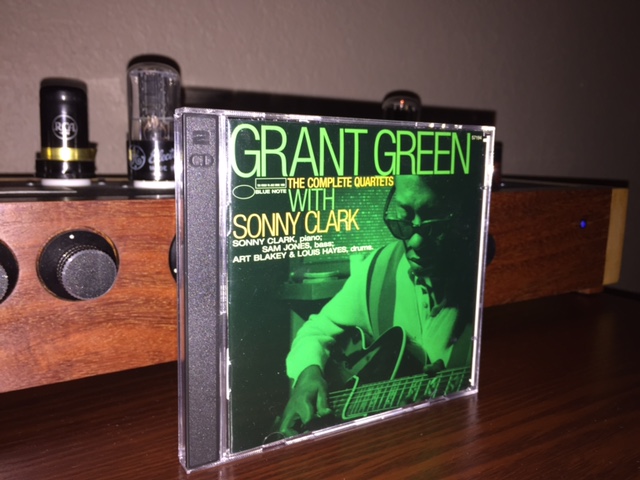 GRANT GREEN
THE COMPLETE QUARTETS
BLUE NOTE
WITH
SONNY CLARK
SONNY CLARK, piano;
SAM JONES, bass;
ART BLAKEY & LOUIS HAYES, drums.
2
CD
RCA